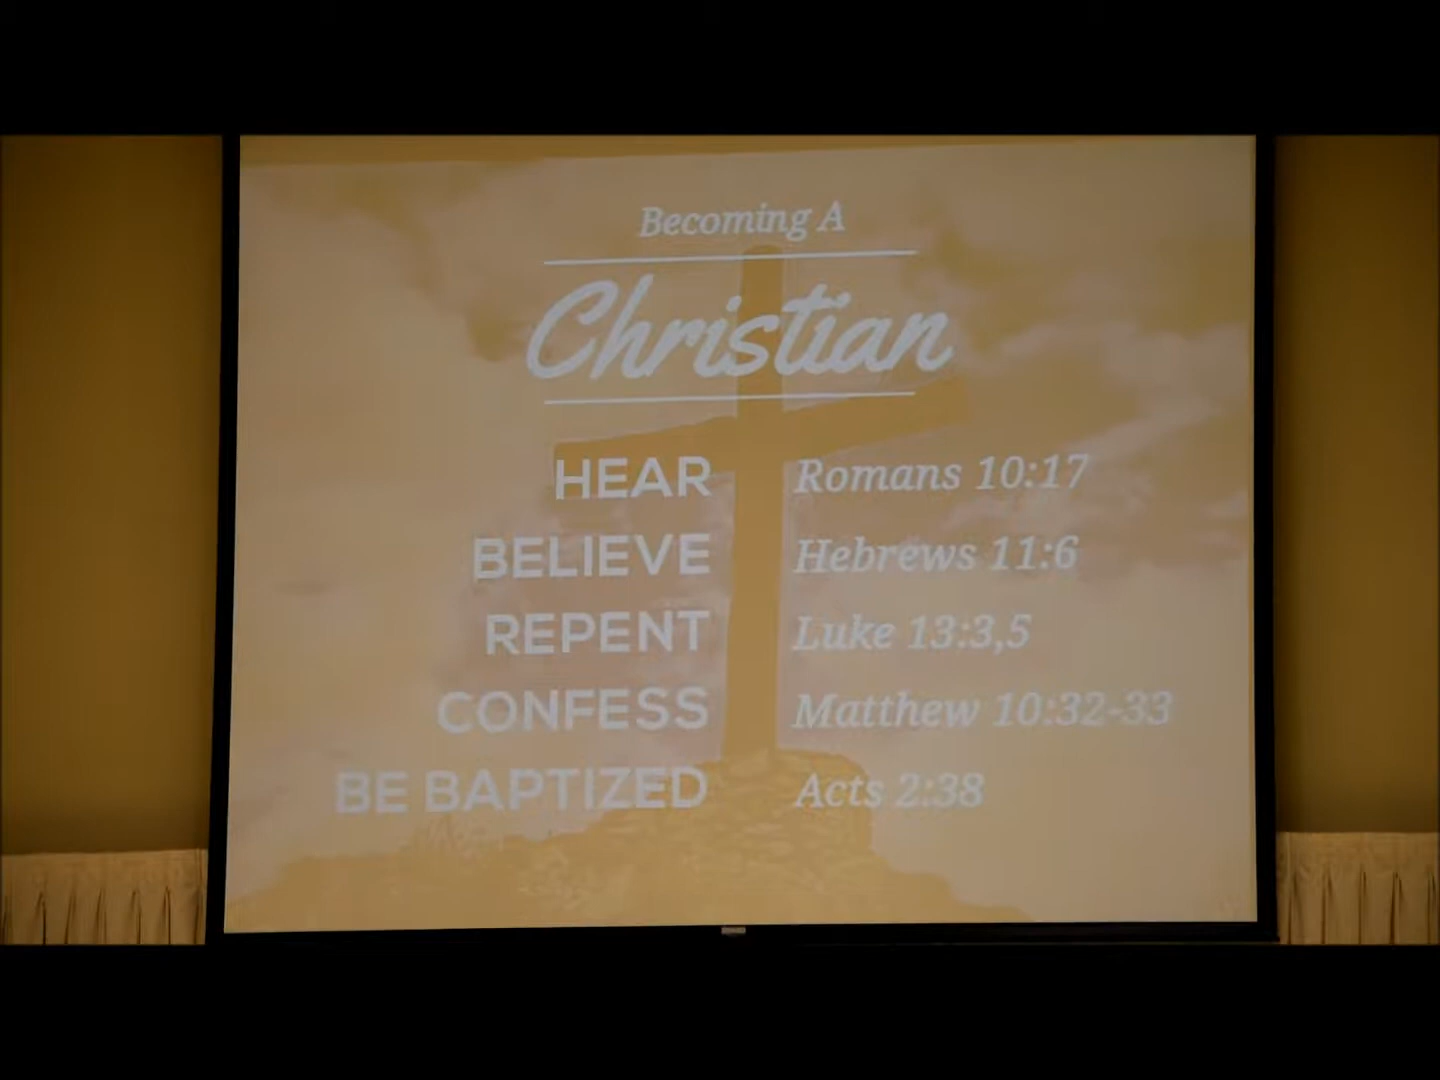 Becoming A
Christian
HEAR Romans 10:17
BELIEVE Hebrews 11:6
REPENT Luke 13:3,5
CONFESS Matthew 10:32-33
BE BAPTIZED Acts 2:38